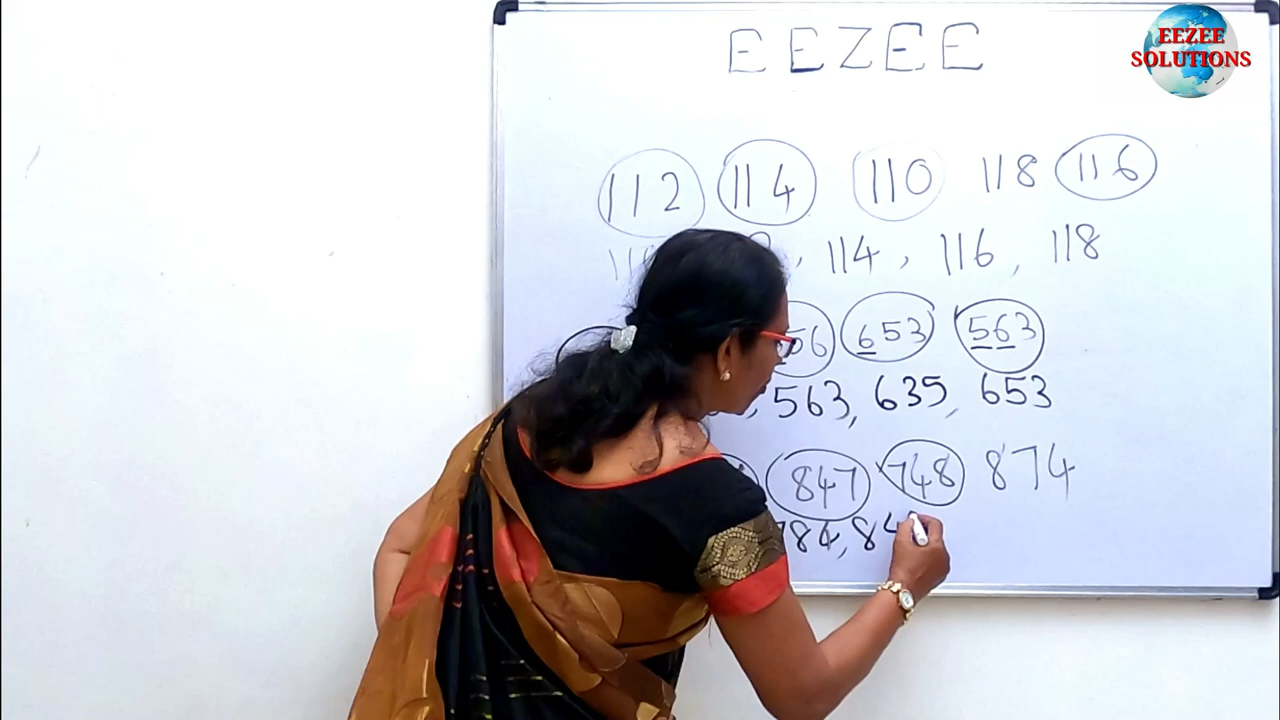 EEZEE
EEZEE
SOLUTIONS
112 114 110 118 116
114, 116, 118
653 563
563, 635, 653
847 748 874
784, 84